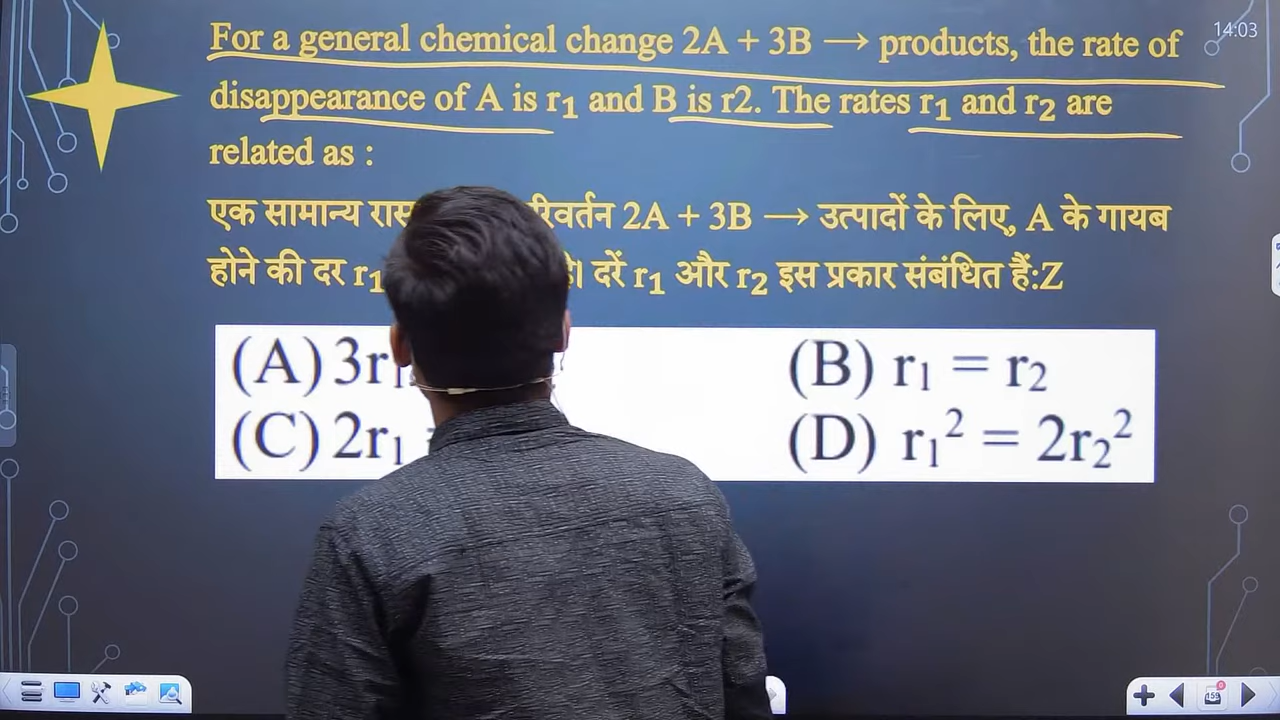 14:03
For a general chemical change 2A + 3B → products, the rate of
disappearance of A is r₁ and B is r2. The rates r₁ and r₂ are
related as :
एक सामान्य 2A + 3B → उत्पादों के लिए, A के गायब
होने की दर r₁ दरें r₁ और r₂ इस प्रकार संबंधित हैं:Z
(A) 3r₁ (B) r₁ = r₂
(C) 2r₁ (D) r₁² = 2r₂²